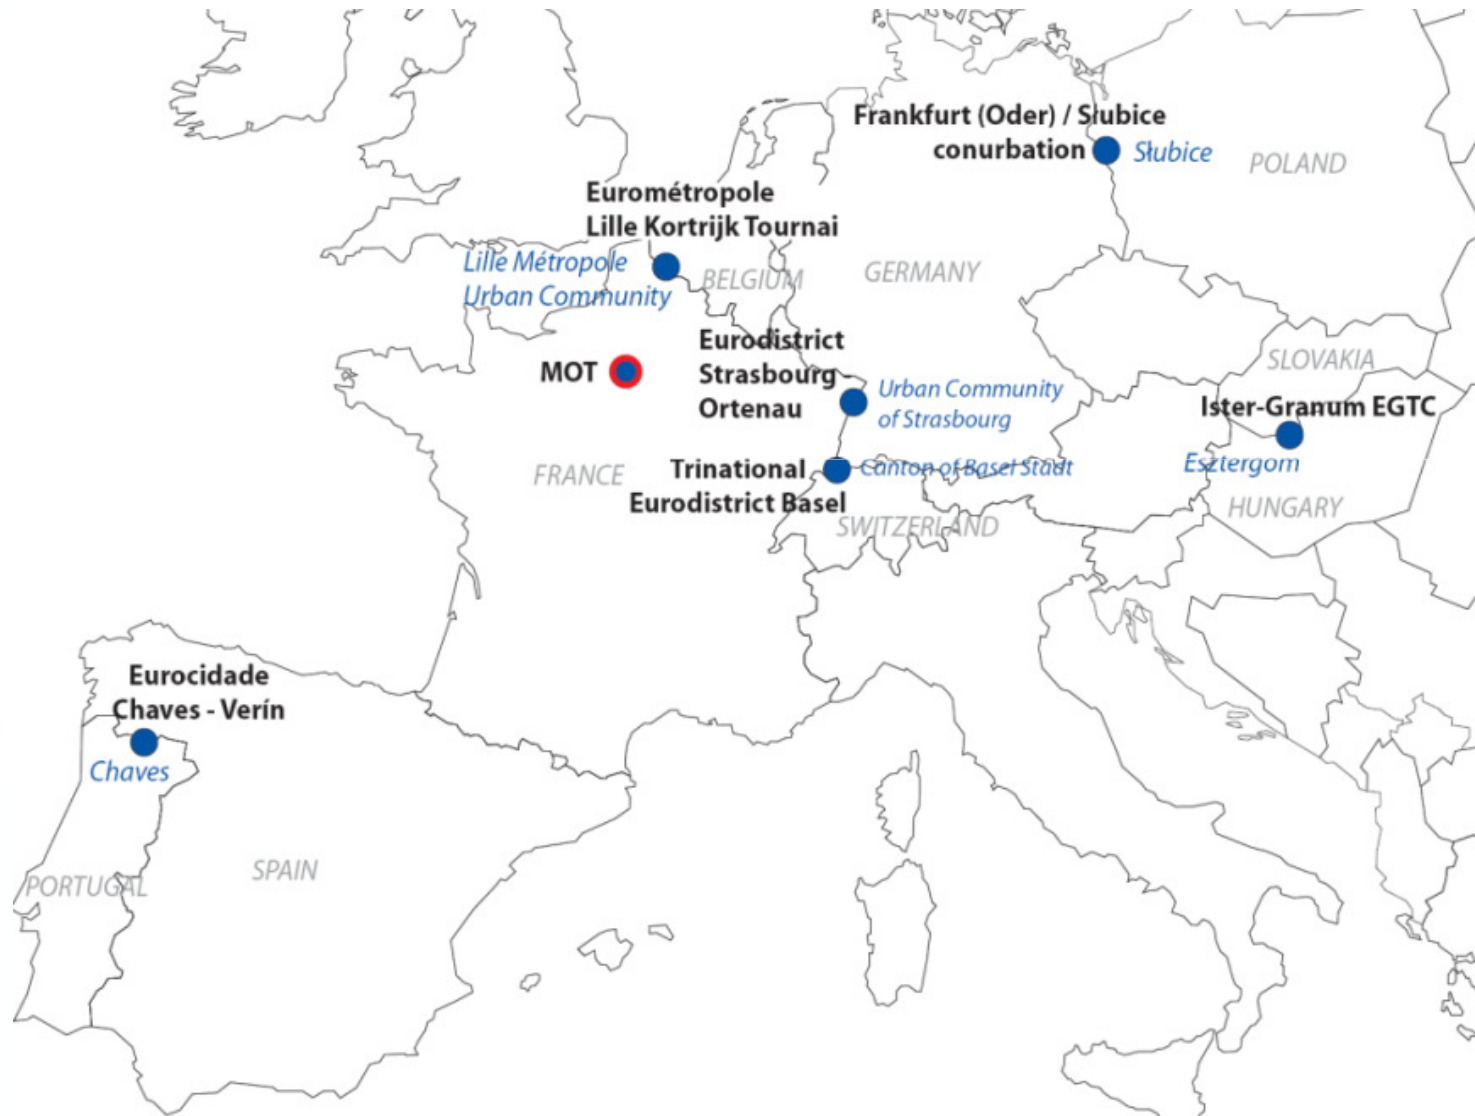 Frankfurt (Oder) / Słubice
conurbation
Słubice
POLAND
Eurométropole
Lille Kortrijk Tournai
Lille Métropole
Urban Community
BELGIUM
GERMANY
Eurodistrict
Strasbourg -
Ortenau
MOT
Urban Community
of Strasbourg
SLOVAKIA
Ister-Granum EGTC
Esztergom
HUNGARY
FRANCE
Trinational
Eurodistrict Basel
Canton of Basel Stadt
SWITZERLAND
Eurocidade
Chaves - Verín
Chaves
SPAIN
PORTUGAL